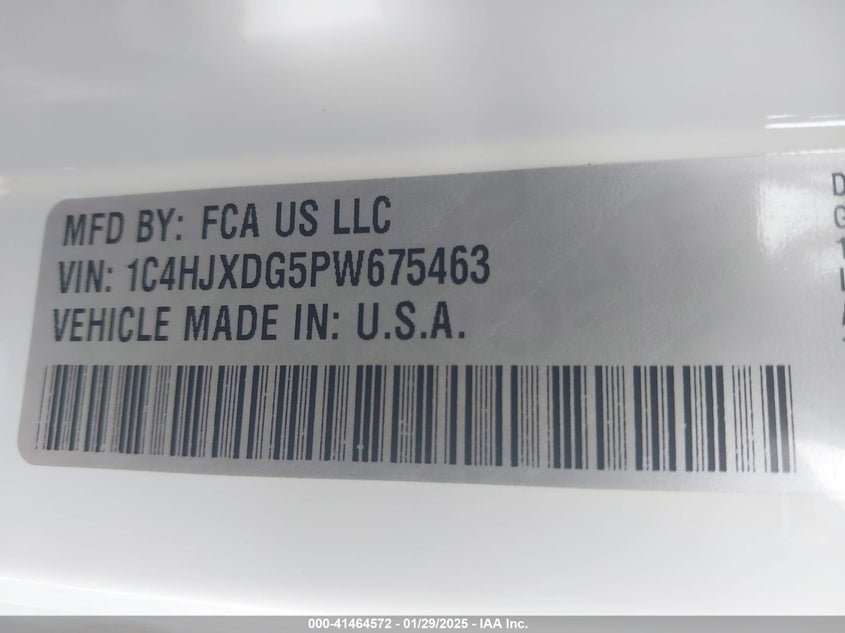 MFD BY: FCA US LLC
VIN: 1C4HJXDG5PW675463
VEHICLE MADE IN: U.S.A.
000-41464572 - 01/29/2025 - IAA Inc.